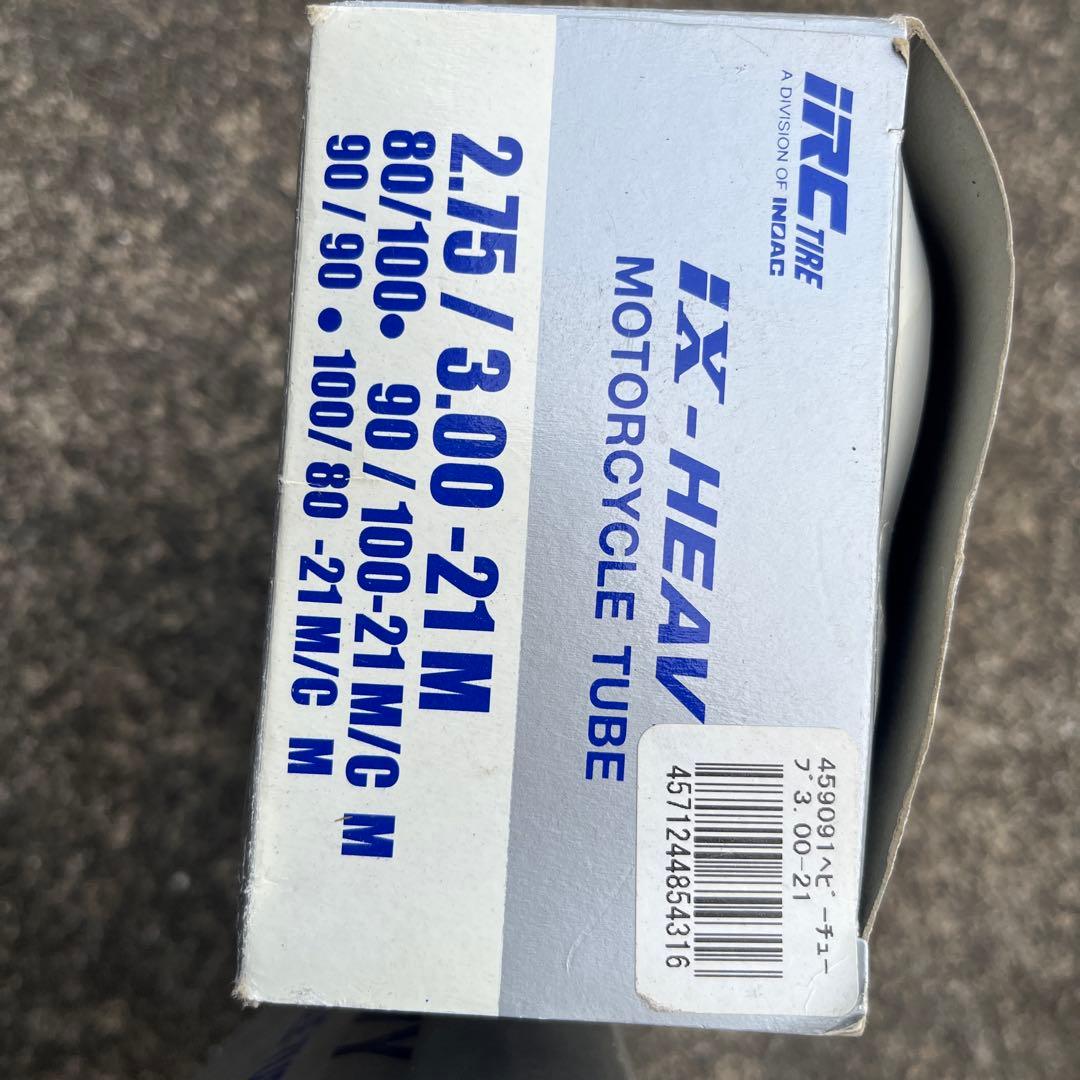 iRC TIRE
A DIVISION OF INOAC
iX-HEAV
MOTORCYCLE TUBE
2.75 / 3.00 -21 M
80/100• 90 / 100-21 M/C M
90 / 90 • 100/ 80 -21 M/C M
459091ヘビーチュー
ブ3.00-21
4571244854316